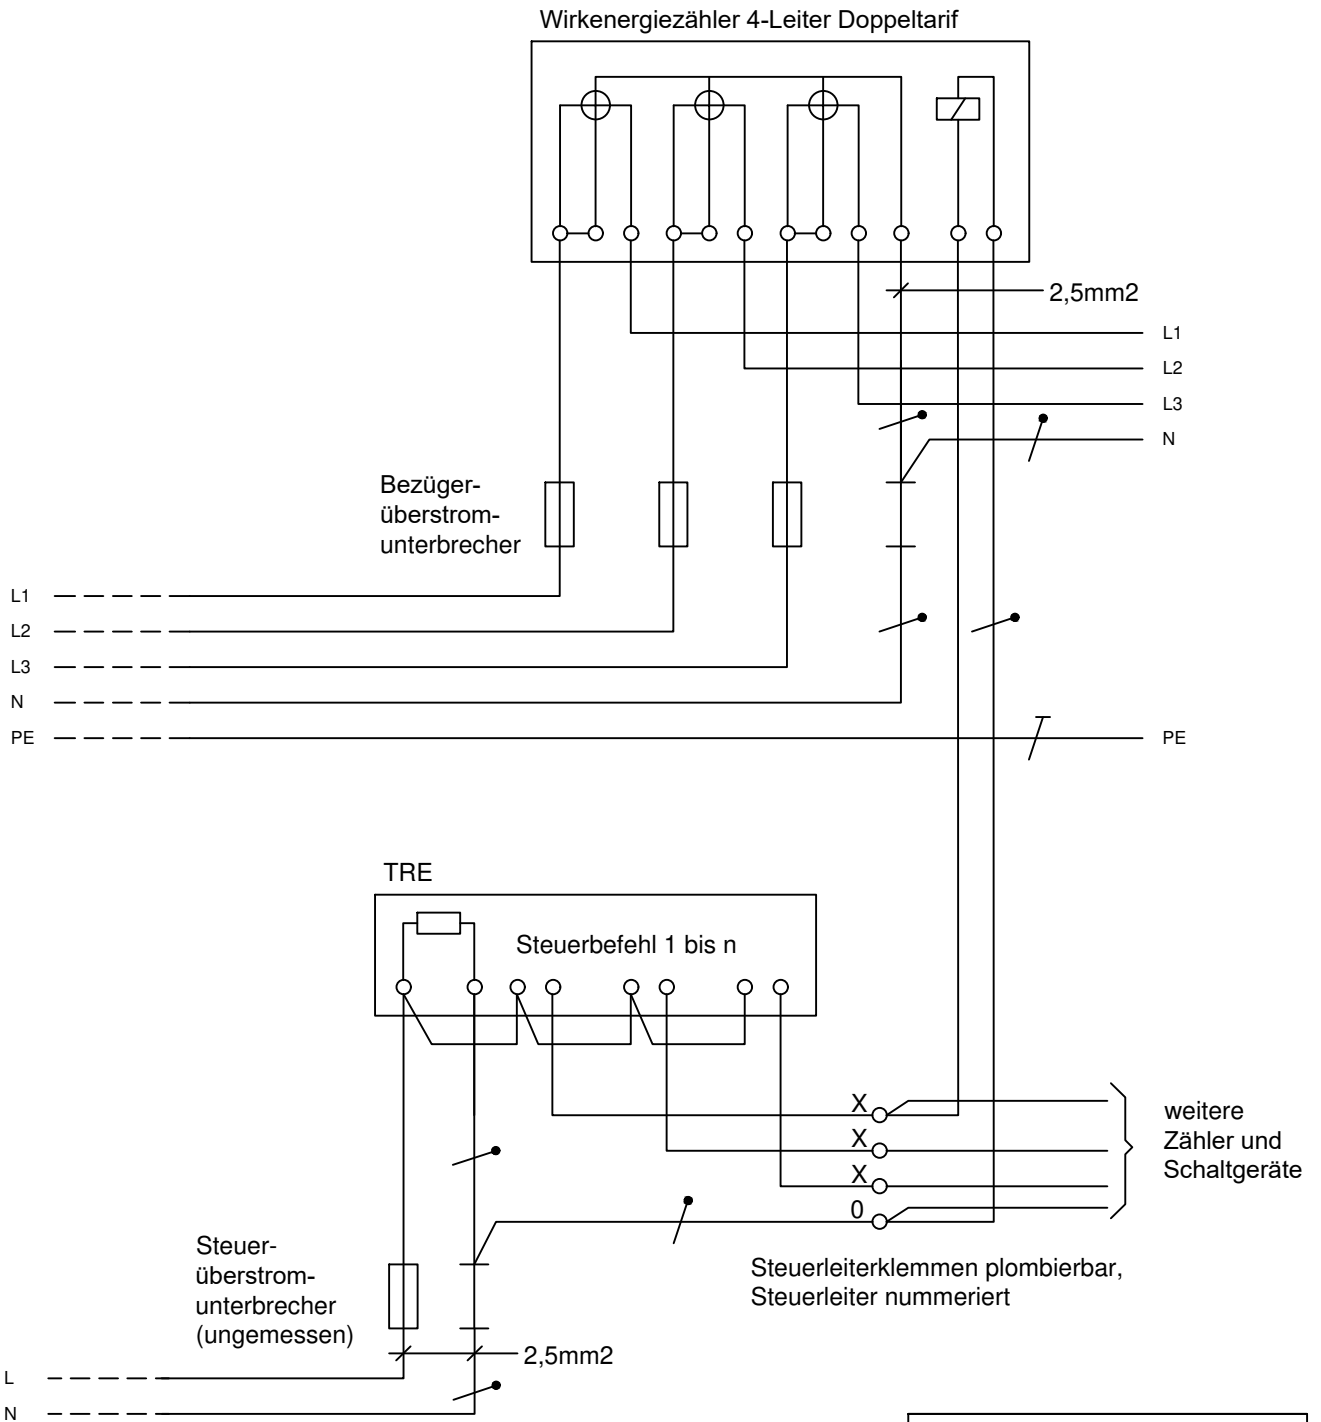 Wirkenergiezähler 4-Leiter Doppeltarif
2,5mm2
L1
L2
L3
N
Bezüger-
überstrom-
unterbrecher
L1
L2
L3
N
PE
PE
TRE
Steuerbefehl 1 bis n
X
X
X
0
weitere
Zähler und
Schaltgeräte
Steuer-
überstrom-
unterbrecher
(ungemessen)
Steuerleiterklemmen plombierbar,
Steuerleiter nummeriert
2,5mm2
L
N